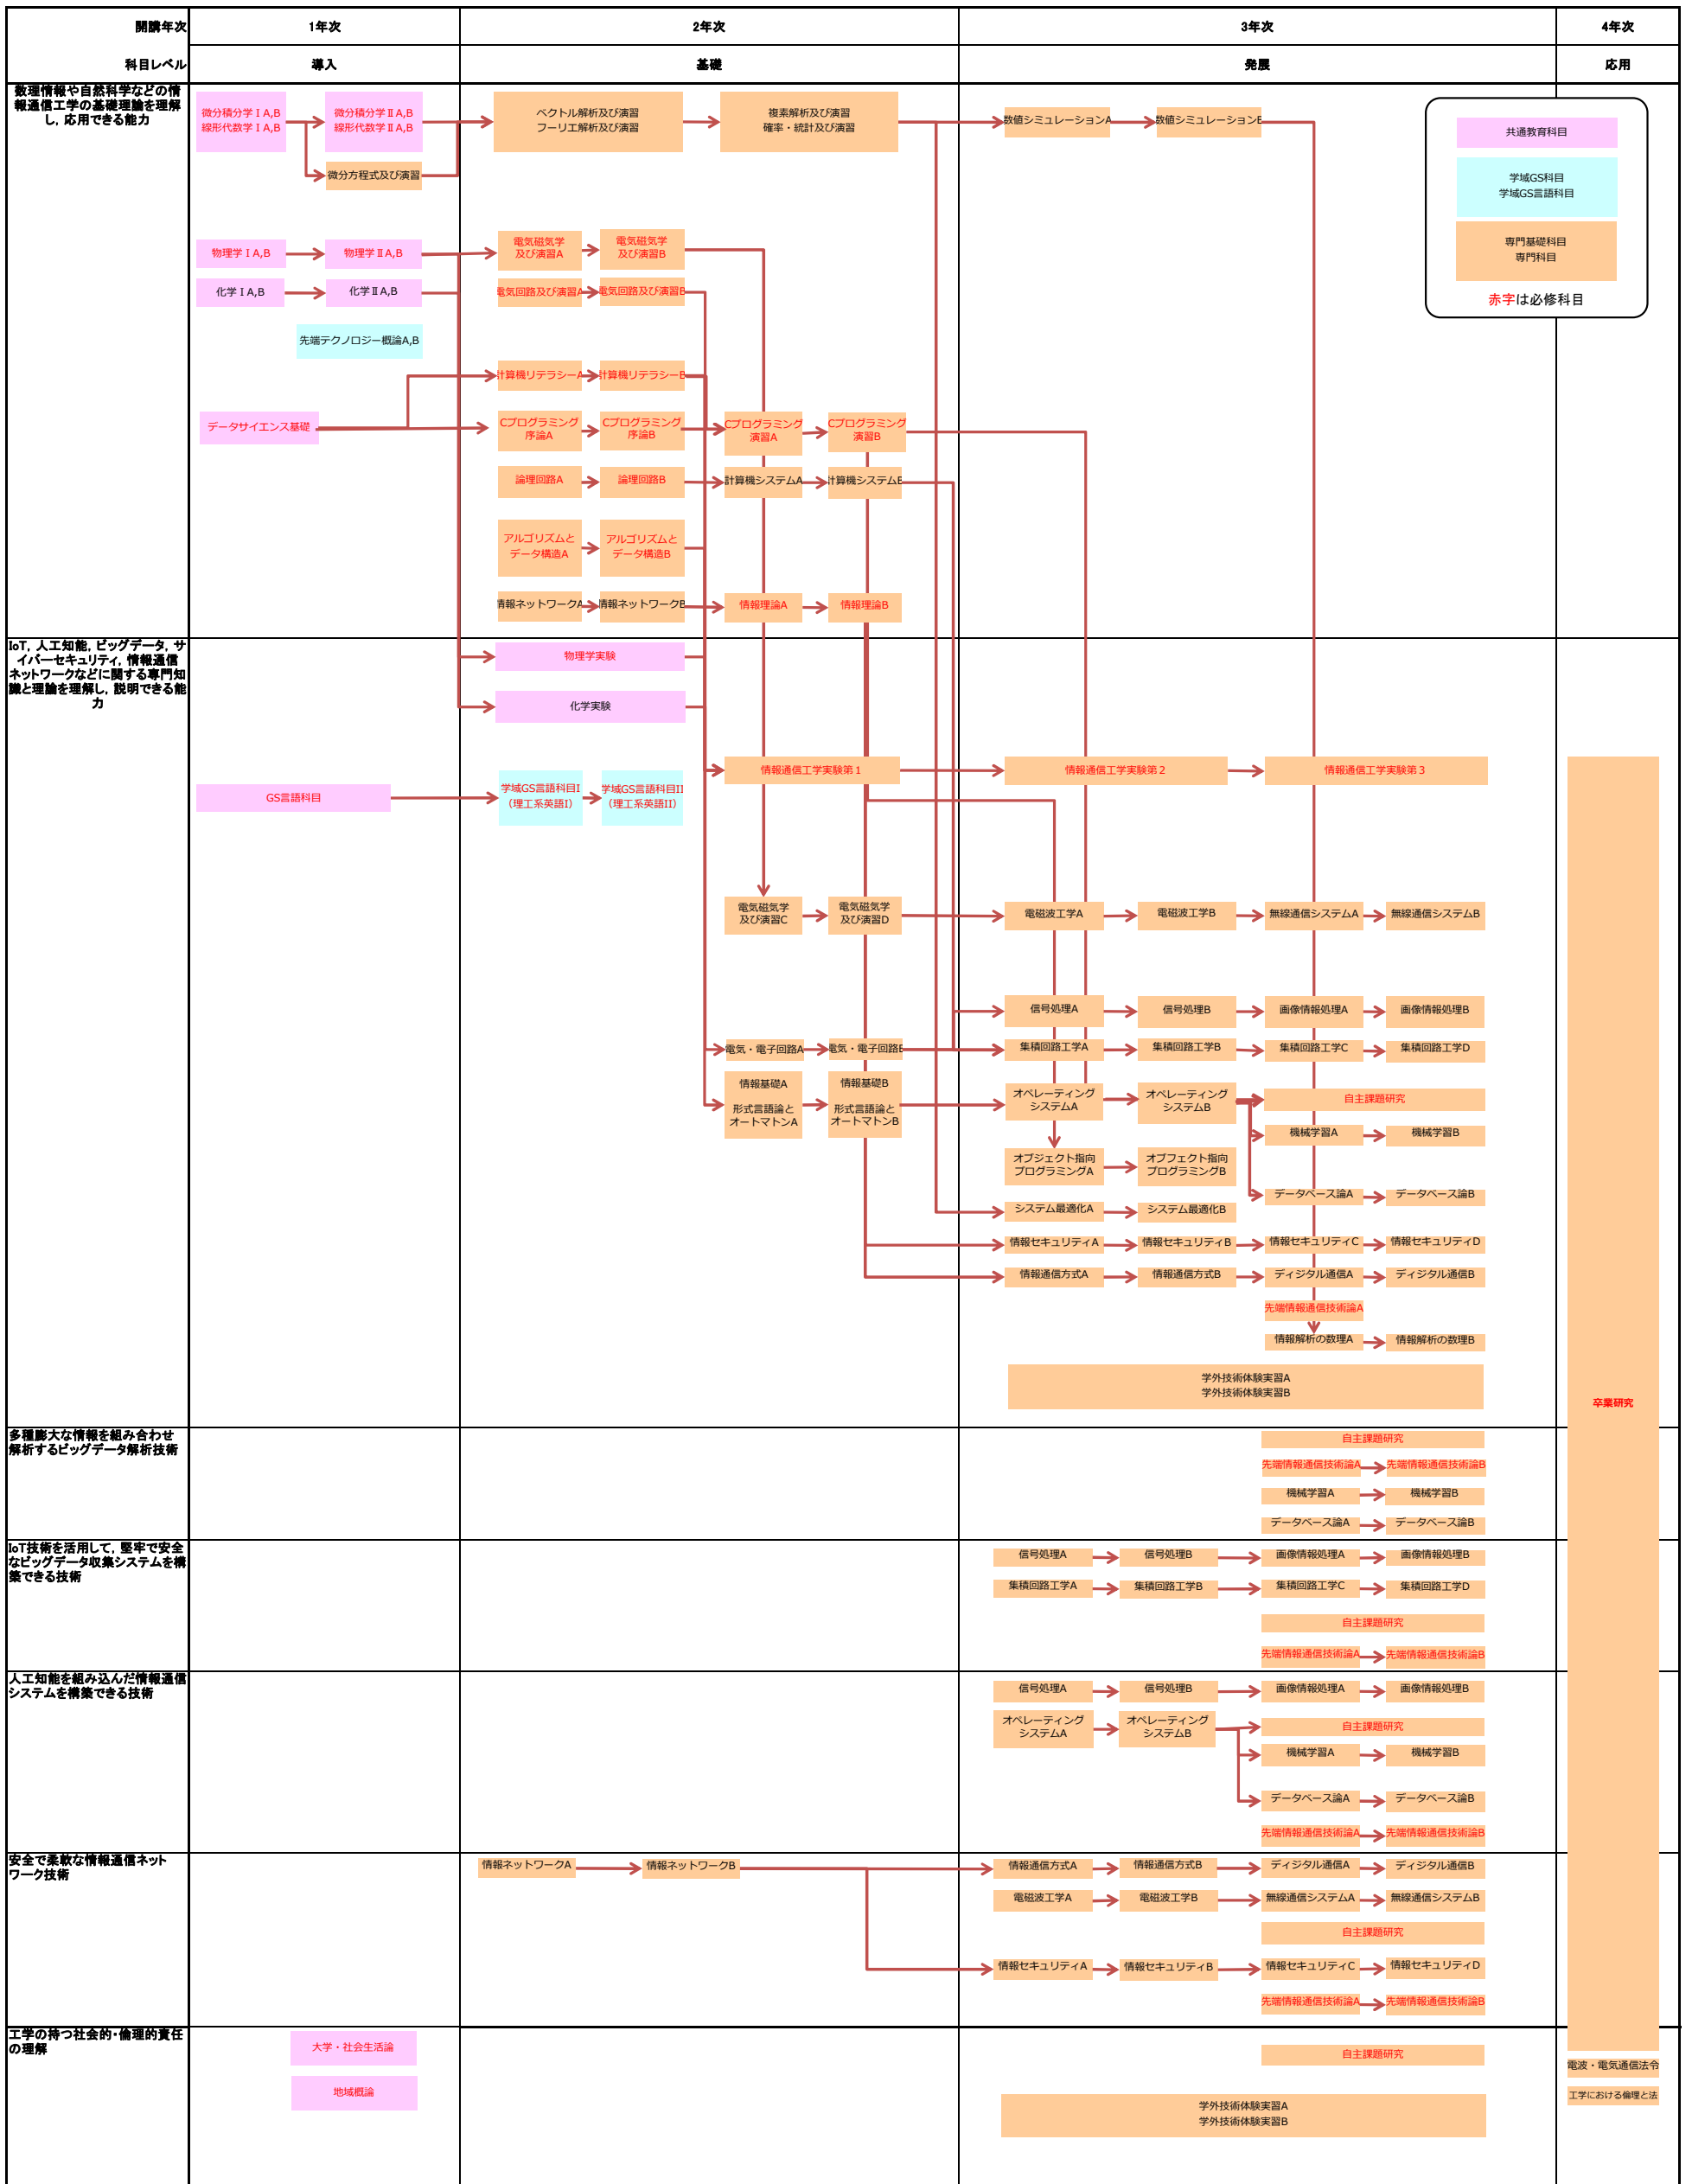 開講年次
1年次
2年次
3年次
4年次
科目レベル
導入
基礎
発展
応用
数理情報や自然科学などの情
報通信工学の基礎理論を理解
し，応用できる能力
微分積分学ⅠA,B
線形代数学ⅠA,B
微分積分学ⅡA,B
線形代数学ⅡA,B
ベクトル解析及び演習
フーリエ解析及び演習
複素解析及び演習
確率・統計及び演習
数値シミュレーションA
数値シミュレーションB
共通教育科目
学域GS科目
学域GS言語科目
専門基礎科目
専門科目
赤字は必修科目
微分方程式及び演習
物理学ⅠA,B
物理学ⅡA,B
電気磁気学
及び演習A
電気磁気学
及び演習B
化学ⅠA,B
化学ⅡA,B
電気回路及び演習A
電気回路及び演習B
先端テクノロジー概論A,B
計算機リテラシーA
計算機リテラシーB
データサイエンス基礎
Cプログラミング
序論A
Cプログラミング
序論B
Cプログラミング
演習A
Cプログラミング
演習B
論理回路A
論理回路B
計算機システムA
計算機システムB
アルゴリズムと
データ構造A
アルゴリズムと
データ構造B
情報ネットワークA
情報ネットワークB
情報理論A
情報理論B
IoT，人工知能，ビッグデータ，サ
イバーセキュリティ，情報通信
ネットワークなどに関する専門知
識と理論を理解し，説明できる能
力
物理学実験
化学実験
情報通信工学実験第１
情報通信工学実験第２
情報通信工学実験第３
GS言語科目
学域GS言語科目I
（理工系英語I）
学域GS言語科目II
（理工系英語II）
電気磁気学
及び演習C
電気磁気学
及び演習D
電磁波工学A
電磁波工学B
無線通信システムA
無線通信システムB
信号処理A
信号処理B
画像情報処理A
画像情報処理B
電気・電子回路A
電気・電子回路B
集積回路工学A
集積回路工学B
集積回路工学C
集積回路工学D
情報基礎A
形式言語論と
オートマトンA
情報基礎B
形式言語論と
オートマトンB
オペレーティング
システムA
オペレーティング
システムB
自主課題研究
機械学習A
機械学習B
オブジェクト指向
プログラミングA
オブフェクト指向
プログラミングB
データベース論A
データベース論B
システム最適化A
システム最適化B
情報セキュリティA
情報セキュリティB
情報セキュリティC
情報セキュリティD
情報通信方式A
情報通信方式B
ディジタル通信A
ディジタル通信B
先端情報通信技術論A
情報解析の数理A
情報解析の数理B
学外技術体験実習A
学外技術体験実習B
卒業研究
多種膨大な情報を組み合わせ
解析するビッグデータ解析技術
自主課題研究
先端情報通信技術論A
先端情報通信技術論B
機械学習A
機械学習B
データベース論A
データベース論B
IoT技術を活用して，堅牢で安全
なビッグデータ収集システムを構
築できる技術
信号処理A
信号処理B
画像情報処理A
画像情報処理B
集積回路工学A
集積回路工学B
集積回路工学C
集積回路工学D
自主課題研究
先端情報通信技術論A
先端情報通信技術論B
人工知能を組み込んだ情報通信
システムを構築できる技術
信号処理A
信号処理B
画像情報処理A
画像情報処理B
オペレーティング
システムA
オペレーティング
システムB
自主課題研究
機械学習A
機械学習B
データベース論A
データベース論B
先端情報通信技術論A
先端情報通信技術論B
安全で柔軟な情報通信ネット
ワーク技術
情報ネットワークA
情報ネットワークB
情報通信方式A
情報通信方式B
ディジタル通信A
ディジタル通信B
電磁波工学A
電磁波工学B
無線通信システムA
無線通信システムB
自主課題研究
情報セキュリティA
情報セキュリティB
情報セキュリティC
情報セキュリティD
先端情報通信技術論A
先端情報通信技術論B
工学の持つ社会的・倫理的責任
の理解
大学・社会生活論
地域概論
自主課題研究
学外技術体験実習A
学外技術体験実習B
電波・電気通信法令
工学における倫理と法